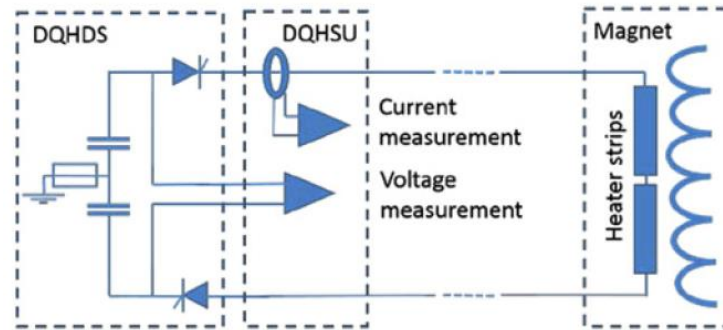 DQHDS
DQHSU
Magnet
Current
measurement
Voltage
measurement
Heater strips